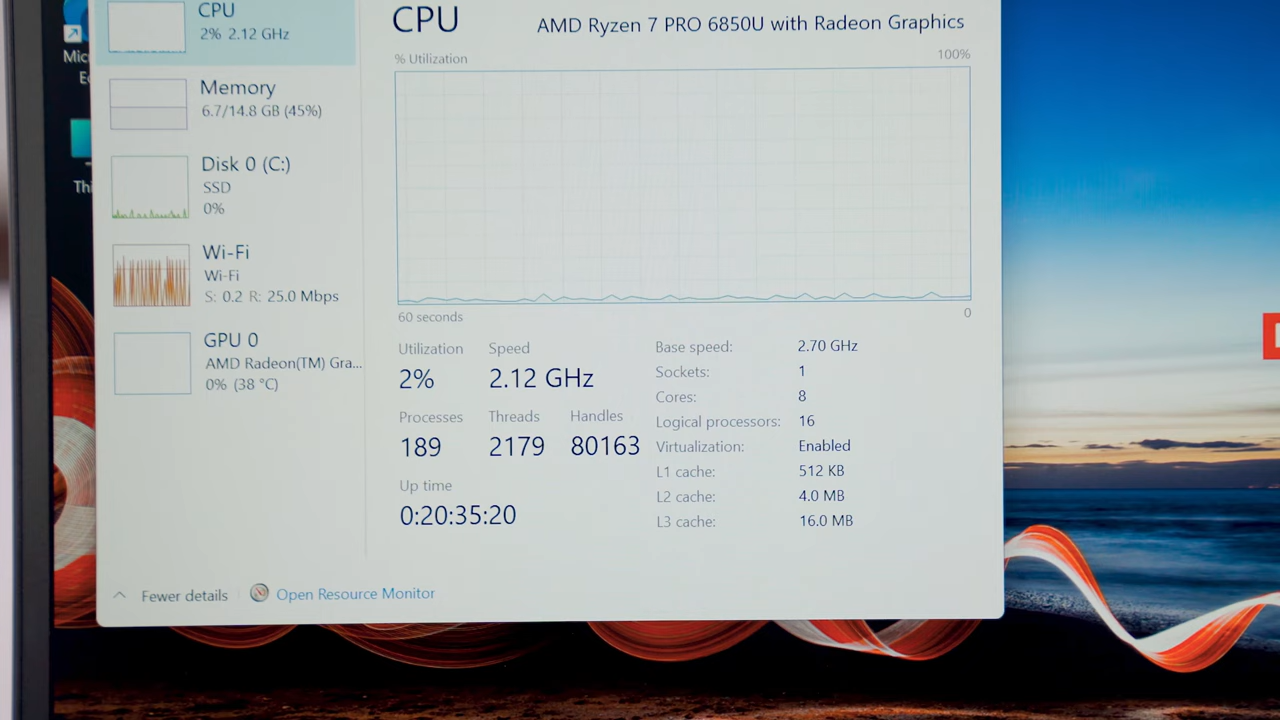 CPU
2% 2.12 GHz
Memory
6.7/14.8 GB (45%)
Disk 0 (C:)
SSD
0%
Wi-Fi
Wi-Fi
S: 0.2 R: 25.0 Mbps
GPU 0
AMD Radeon(TM) Gra...
0% (38 °C)
CPU
AMD Ryzen 7 PRO 6850U with Radeon Graphics
% Utilization
100%
60 seconds
0
Utilization
Speed
2%
2.12 GHz
Processes
Threads
Handles
189
2179
80163
Up time
0:20:35:20
Base speed: 2.70 GHz
Sockets: 1
Cores: 8
Logical processors: 16
Virtualization: Enabled
L1 cache: 512 KB
L2 cache: 4.0 MB
L3 cache: 16.0 MB
Fewer details
Open Resource Monitor